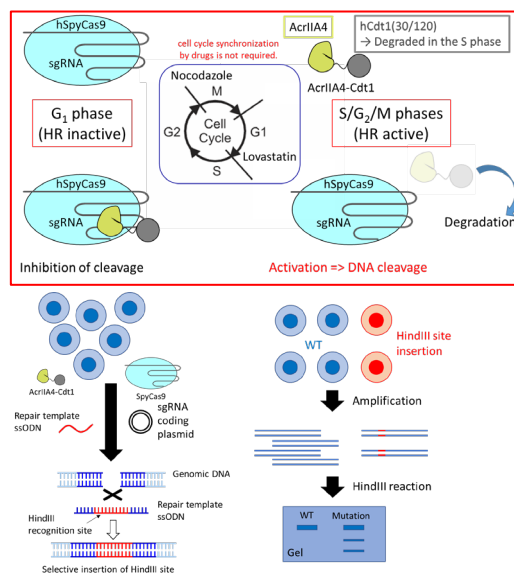 hSpyCas9
sgRNA
cell cycle synchronization
by drugs is not required.
AcrIIA4
hCdt1(30/120)
→ Degraded in the S phase
AcrIIA4-Cdt1
Nocodazole
M
G2
Cell
Cycle
G1
S
Lovastatin
G1 phase
(HR inactive)
S/G2/M phases
(HR active)
hSpyCas9
sgRNA
hSpyCas9
sgRNA
Degradation
Inhibition of cleavage
Activation => DNA cleavage
AcrIIA4-Cdt1
SpyCas9
Repair template
ssODN
sgRNA
coding
plasmid
Genomic DNA
Repair template
ssODN
HindIII
recognition site
Selective insertion of HindIII site
WT
HindIII site
insertion
Amplification
HindIII reaction
WT
Mutation
Gel